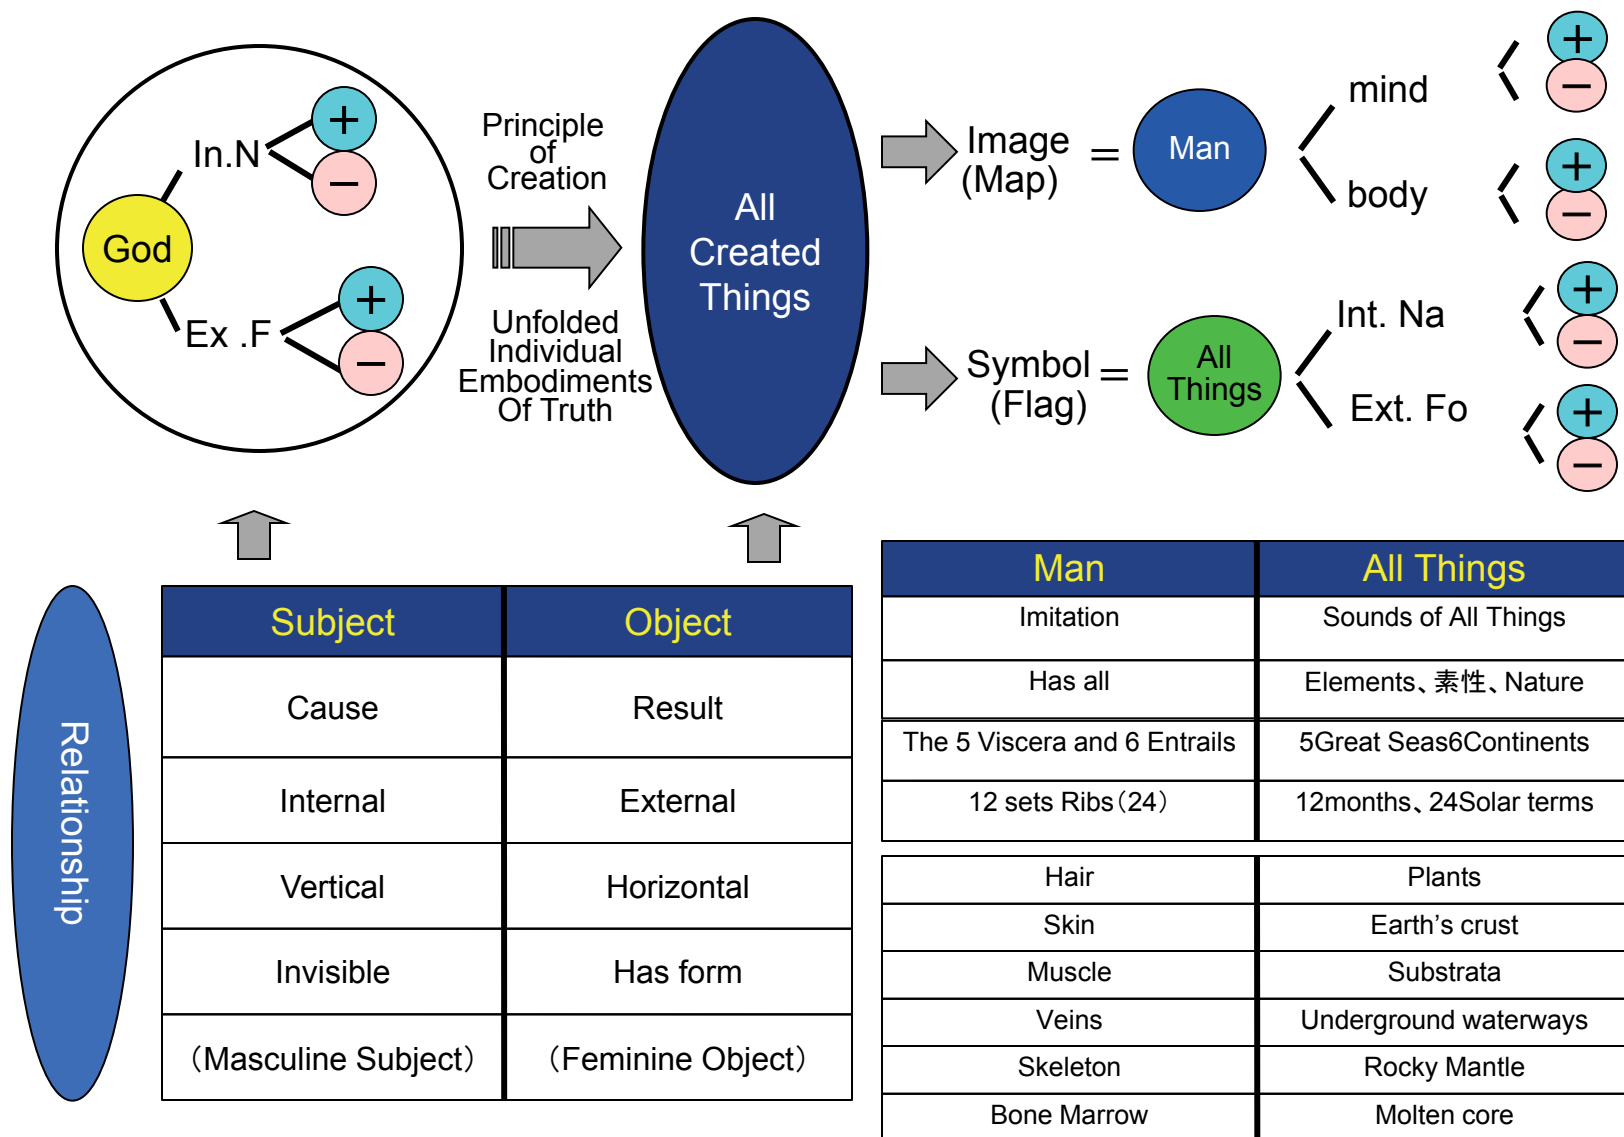 In.N
+
−
God
Ex .F
+
−
Principle
of
Creation
Unfolded
Individual
Embodiments
Of Truth
All
Created
Things
Image
(Map)
=
Man
mind
+
−
body
+
−
Symbol
(Flag)
=
All
Things
Int. Na
+
−
Ext. Fo
+
−
Relationship
Subject Object
Cause Result
Internal External
Vertical Horizontal
Invisible Has form
（Masculine Subject） （Feminine Object）
Man All Things
Imitation Sounds of All Things
Has all Elements、素性、Nature
The 5 Viscera and 6 Entrails 5Great Seas6Continents
12 sets Ribs（24） 12months、24Solar terms
Hair Plants
Skin Earth’s crust
Muscle Substrata
Veins Underground waterways
Skeleton Rocky Mantle
Bone Marrow Molten core